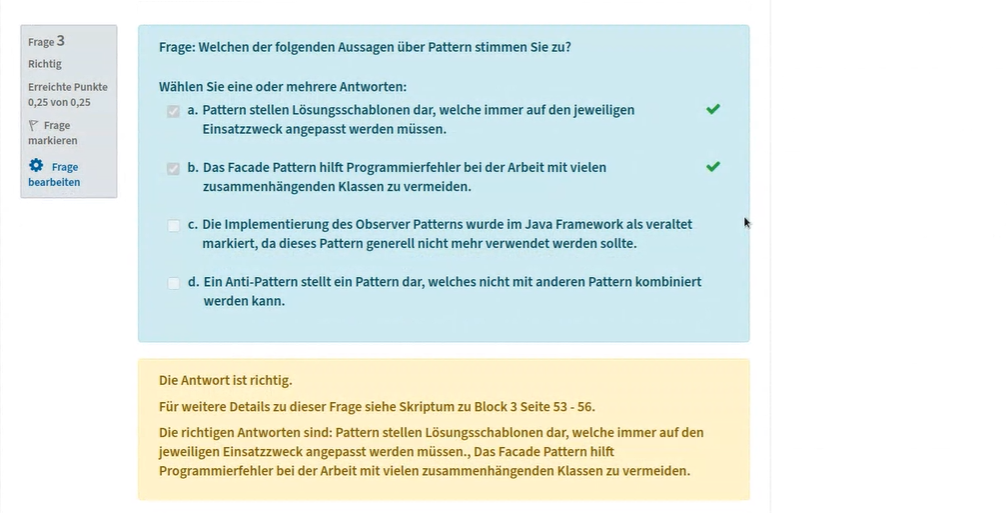 Frage 3
Richtig
Erreichte Punkte
0,25 von 0,25
Frage
markieren
Frage
bearbeiten
Frage: Welchen der folgenden Aussagen über Pattern stimmen Sie zu?
Wählen Sie eine oder mehrere Antworten:
a. Pattern stellen Lösungsschablonen dar, welche immer auf den jeweiligen
Einsatzzweck angepasst werden müssen.
b. Das Facade Pattern hilft Programmierfehler bei der Arbeit mit vielen
zusammenhängenden Klassen zu vermeiden.
c. Die Implementierung des Observer Patterns wurde im Java Framework als veraltet
markiert, da dieses Pattern generell nicht mehr verwendet werden sollte.
d. Ein Anti-Pattern stellt ein Pattern dar, welches nicht mit anderen Pattern kombiniert
werden kann.
Die Antwort ist richtig.
Für weitere Details zu dieser Frage siehe Skriptum zu Block 3 Seite 53 - 56.
Die richtigen Antworten sind: Pattern stellen Lösungsschablonen dar, welche immer auf den
jeweiligen Einsatzzweck angepasst werden müssen., Das Facade Pattern hilft
Programmierfehler bei der Arbeit mit vielen zusammenhängenden Klassen zu vermeiden.